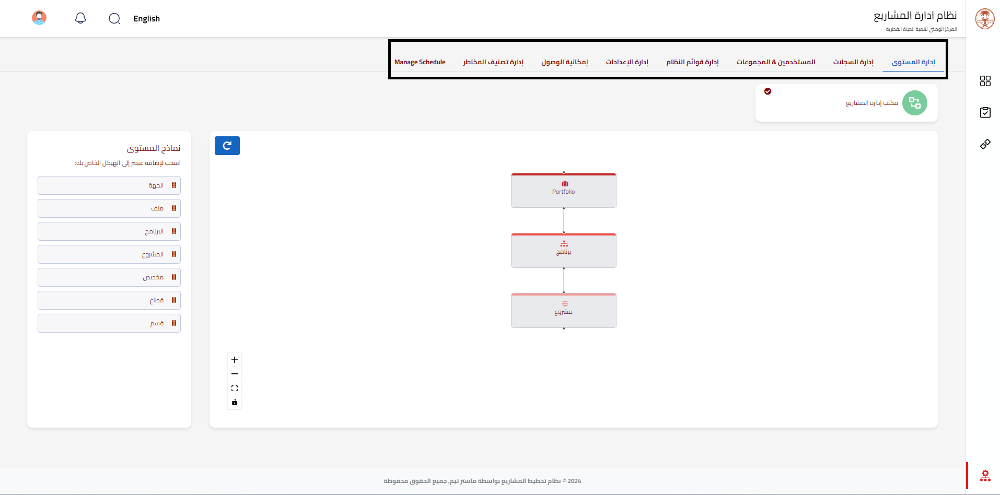 نظام ادارة المشاريع
المركز الوطني لتنمية الحياة الفطرية
English
إدارة المستوى
إدارة السجلات
المستخدمين & المجموعات
إدارة قوائم النظام
إدارة الإعدادات
إمكانية الوصول
إدارة تصنيف المخاطر
Manage Schedule
مكتب إدارة المشاريع
Portfolio
برنامج
مشروع
نماذج المستوى
اسحب لإضافة عنصر إلى الهيكل الخاص بك:
الجهة
ملف
البرنامج
المشروع
مخصص
قطاع
قسم
2024 © نظام تخطيط المشاريع بواسطة ماستر تيم, جميع الحقوق محفوظة